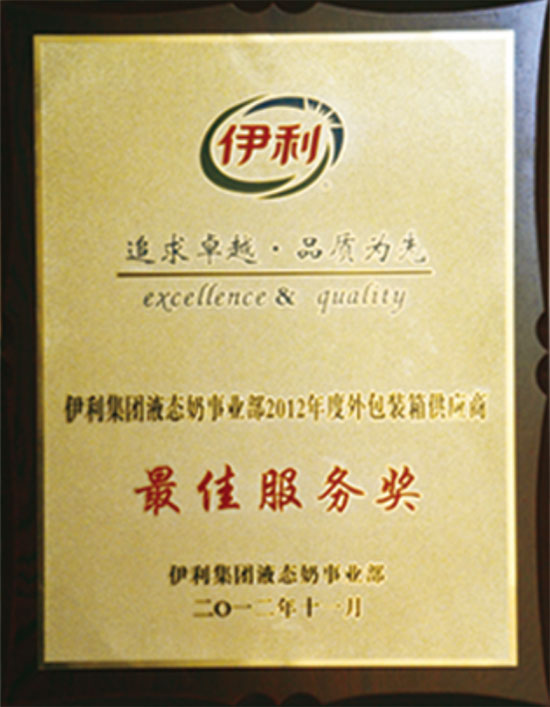 伊利
追求卓越·品质为先
excellence & quality
伊利集团液态奶事业部2012年度外包装箱供应商
最佳服务奖
伊利集团液态奶事业部
二〇一二年十一月